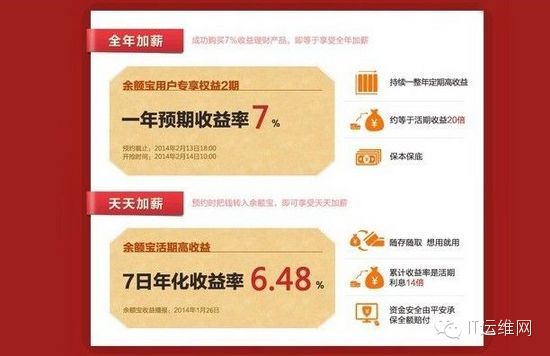 全年加薪
成功购买7%收益理财产品，即等于享受全年加薪
余额宝用户专享权益2期
一年预期收益率 7 %
预约截止：2014年2月13日18:00
开抢时间：2014年2月14日10:00
持续一整年定期高收益
约等于活期收益20倍
保本保底
天天加薪
预约时把钱转入余额宝，即可享受天天加薪
余额宝活期高收益
7日年化收益率 6.48 %
余额宝收益播报：2014年1月26日
随存随取 想用就用
累计收益率是活期
利息14倍
资金安全由平安承
保全额赔付
IT运维网